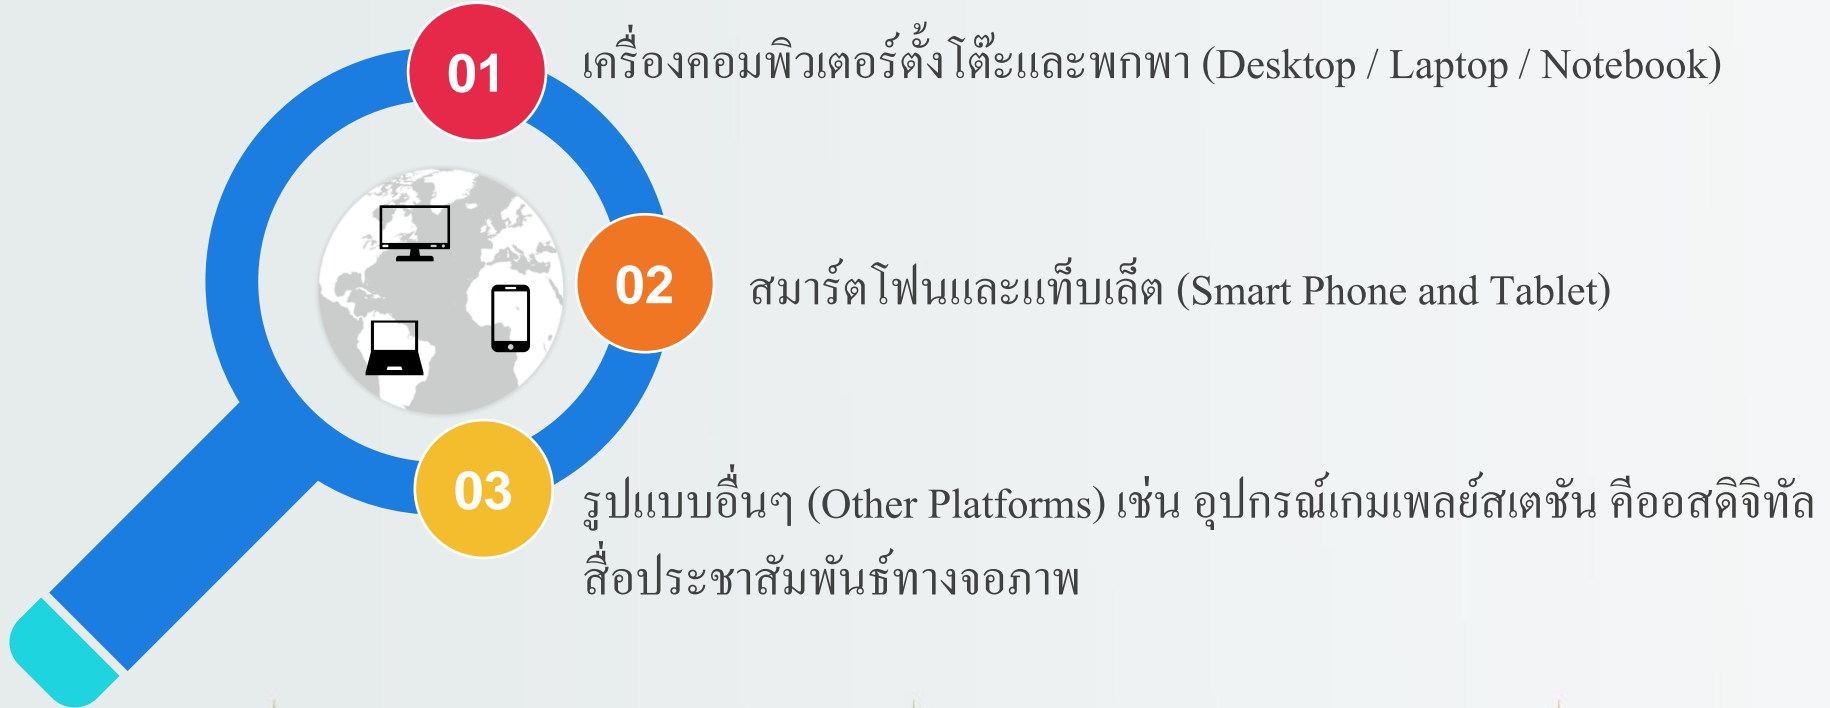 01
เครื่องคอมพิวเตอร์ตั้งโต๊ะและพกพา (Desktop / Laptop / Notebook)
02
สมาร์ตโฟนและแท็บเล็ต (Smart Phone and Tablet)
03
รูปแบบอื่นๆ (Other Platforms) เช่น อุปกรณ์เกมเพลย์สเตชัน คีออสดิจิทัล
สื่อประชาสัมพันธ์ทางจอภาพ